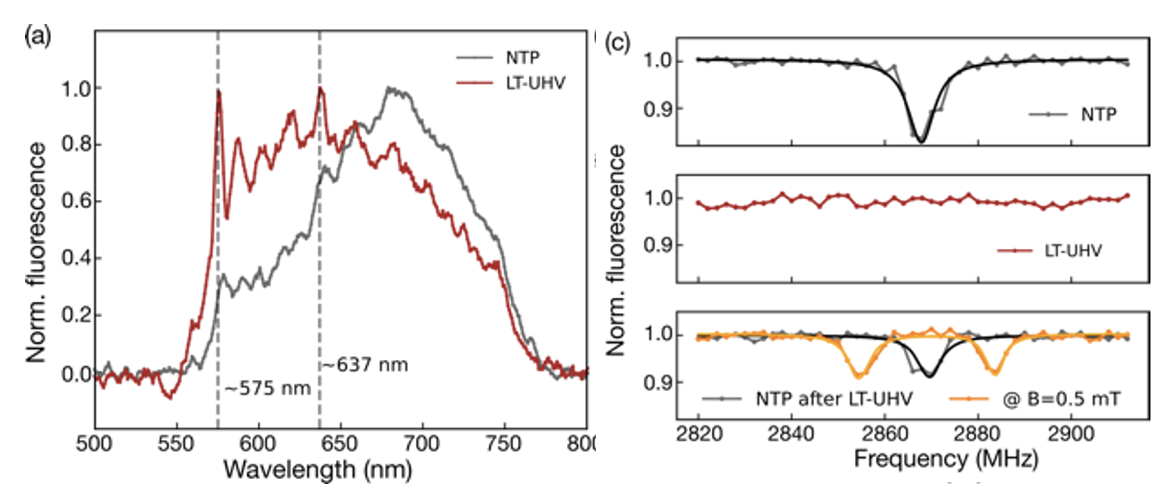 (a)
NTP
LT-UHV
1.0
0.8
0.6
0.4
0.2
0.0
Norm. fluorescence
~575 nm
~637 nm
500 550 600 650 700 750 800
Wavelength (nm)
(c)
1.0
0.9
NTP
1.0
0.9
LT-UHV
1.0
0.9
NTP after LT-UHV @ B=0.5 mT
Norm. fluorescence
2820 2840 2860 2880 2900
Frequency (MHz)